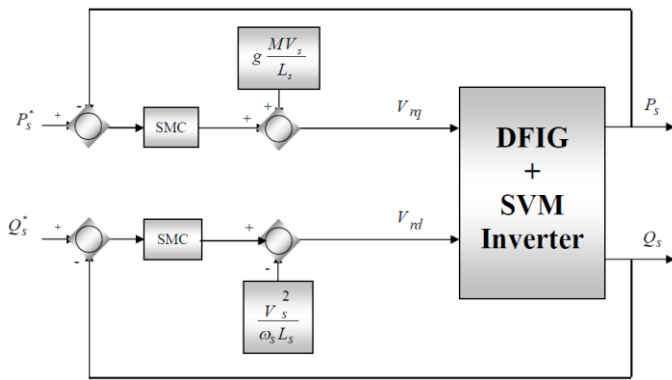 g MV_s / L_s
- + + +
P_s^* SMC V_rq P_s
DFIG
+
SVM
Inverter
Q_s^* + SMC + V_rd Q_s
- -
V_s^2 / ω_s L_s